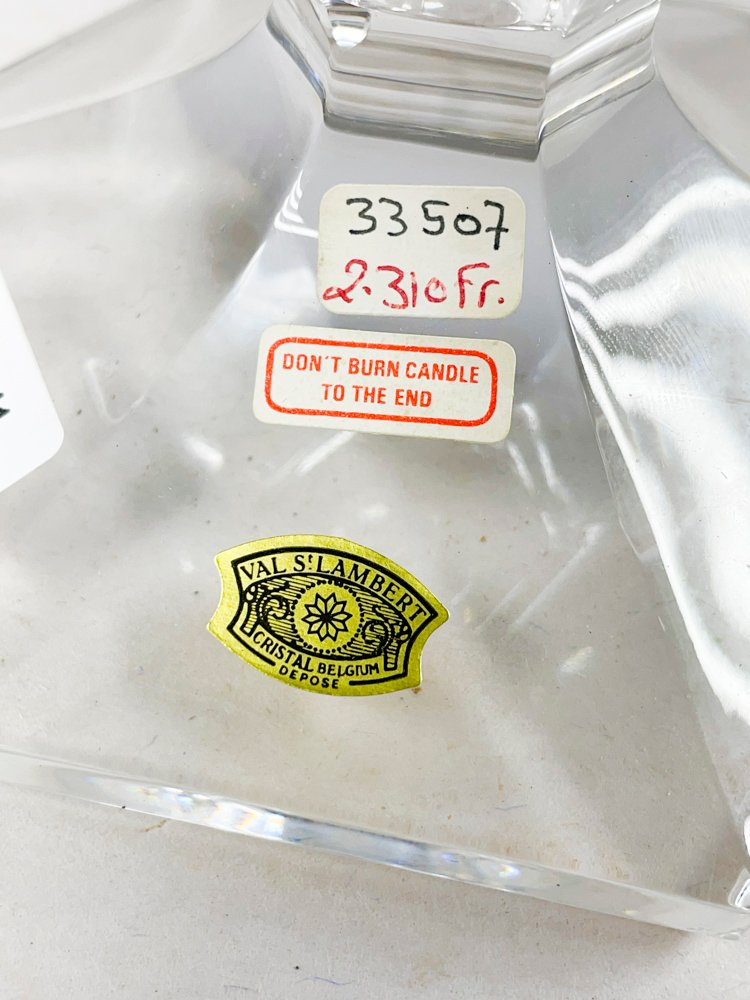 33507
2.310 Fr.
DON'T BURN CANDLE
TO THE END
VAL St LAMBERT
CRISTAL BELGIUM
DEPOSE